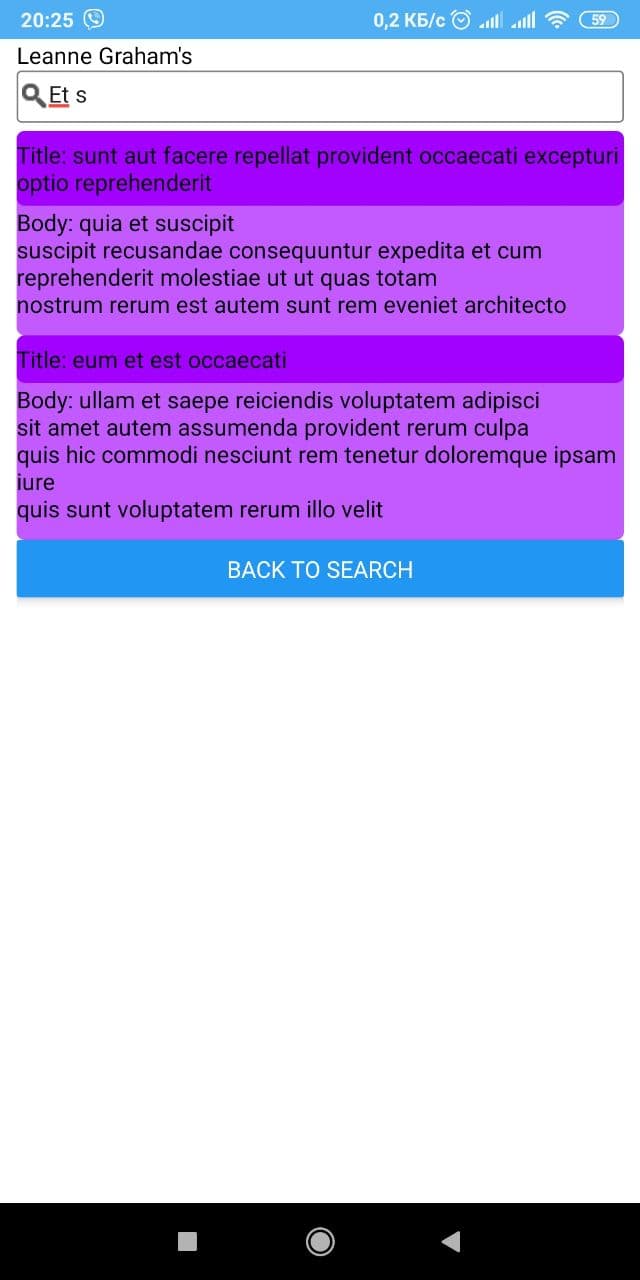 20:25 0,2 КБ/с 59
Leanne Graham's
Et s
Title: sunt aut facere repellat provident occaecati excepturi
optio reprehenderit
Body: quia et suscipit
suscipit recusandae consequuntur expedita et cum
reprehenderit molestiae ut ut quas totam
nostrum rerum est autem sunt rem eveniet architecto
Title: eum et est occaecati
Body: ullam et saepe reiciendis voluptatem adipisci
sit amet autem assumenda provident rerum culpa
quis hic commodi nesciunt rem tenetur doloremque ipsam
iure
quis sunt voluptatem rerum illo velit
BACK TO SEARCH